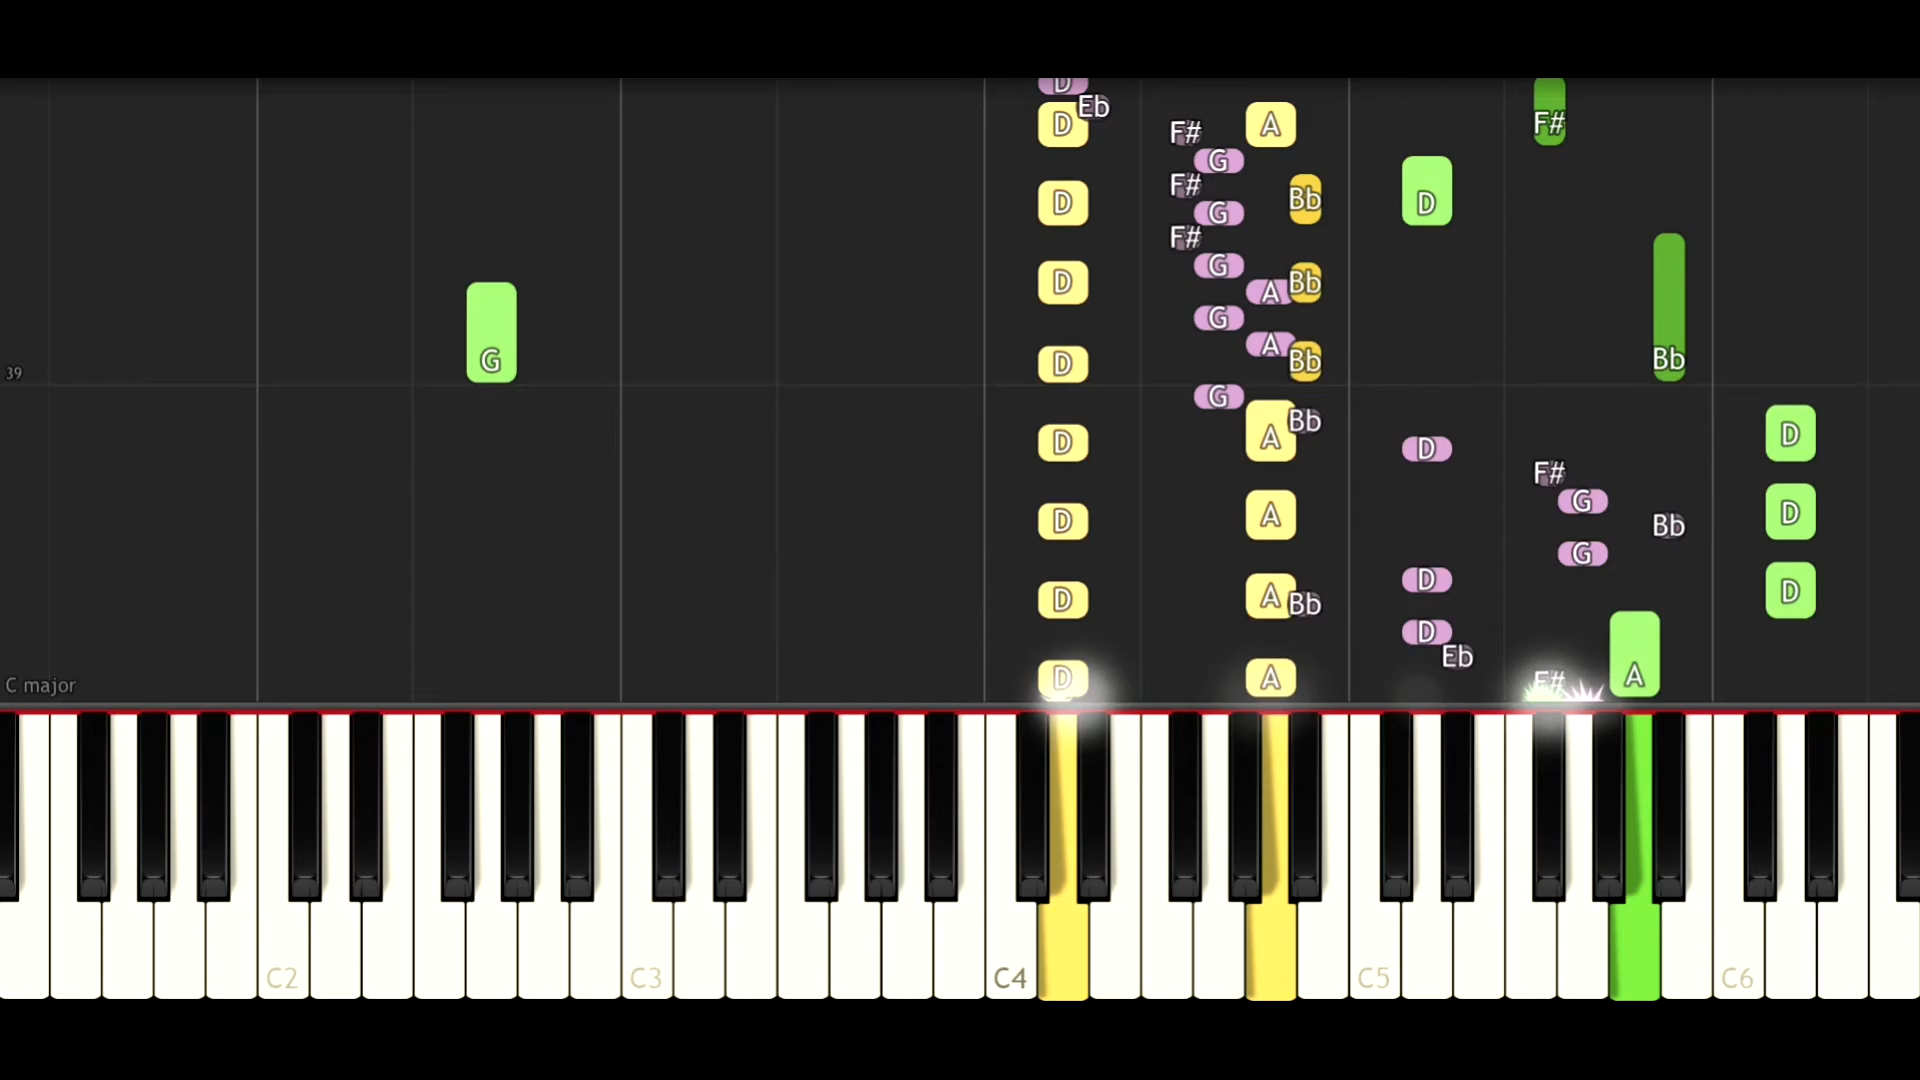 D
D Eb A F#
F# G
F# D Bb D
G
F#
G
D A Bb
G
A
39 G D Bb Bb
G
D A Bb D D
F#
G
D A Bb D
G
D
D A Bb D
D
Eb
C major D A F# A
C2 C3 C4 C5 C6